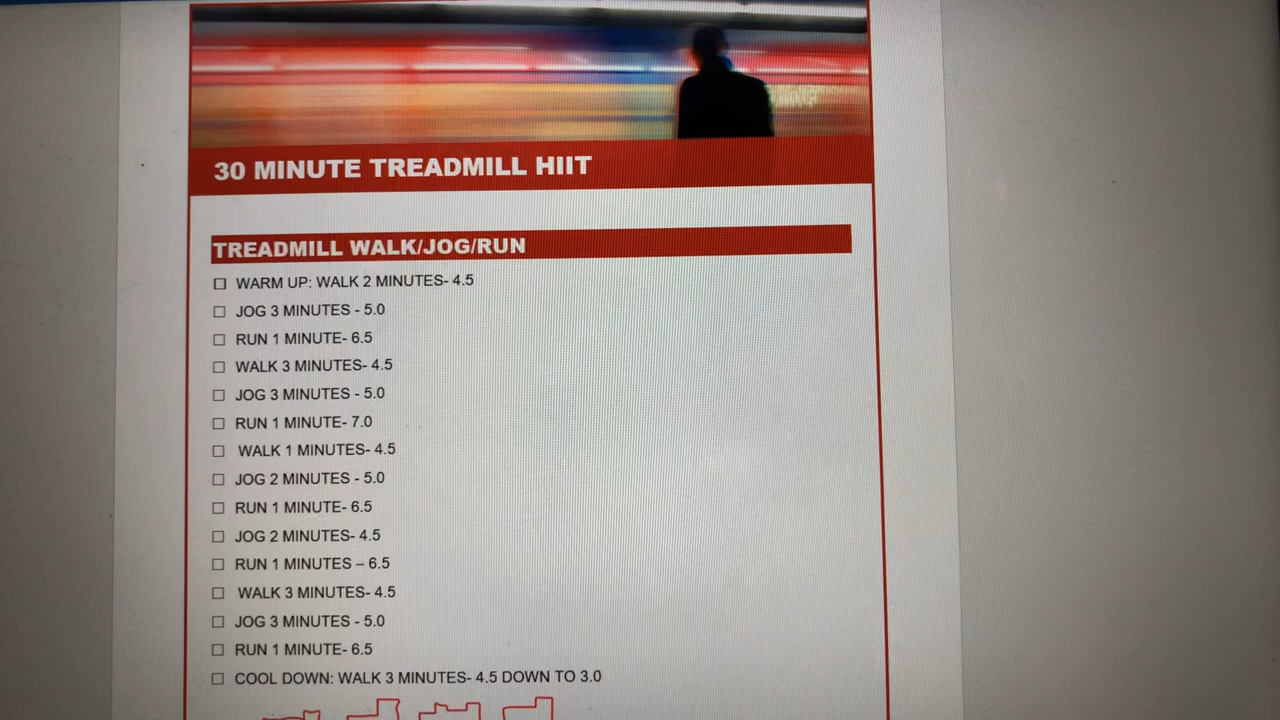 30 MINUTE TREADMILL HIIT
TREADMILL WALK/JOG/RUN
☐ WARM UP: WALK 2 MINUTES- 4.5
☐ JOG 3 MINUTES - 5.0
☐ RUN 1 MINUTE- 6.5
☐ WALK 3 MINUTES- 4.5
☐ JOG 3 MINUTES - 5.0
☐ RUN 1 MINUTE- 7.0
☐ WALK 1 MINUTES- 4.5
☐ JOG 2 MINUTES - 5.0
☐ RUN 1 MINUTE- 6.5
☐ JOG 2 MINUTES- 4.5
☐ RUN 1 MINUTES – 6.5
☐ WALK 3 MINUTES- 4.5
☐ JOG 3 MINUTES - 5.0
☐ RUN 1 MINUTE- 6.5
☐ COOL DOWN: WALK 3 MINUTES- 4.5 DOWN TO 3.0